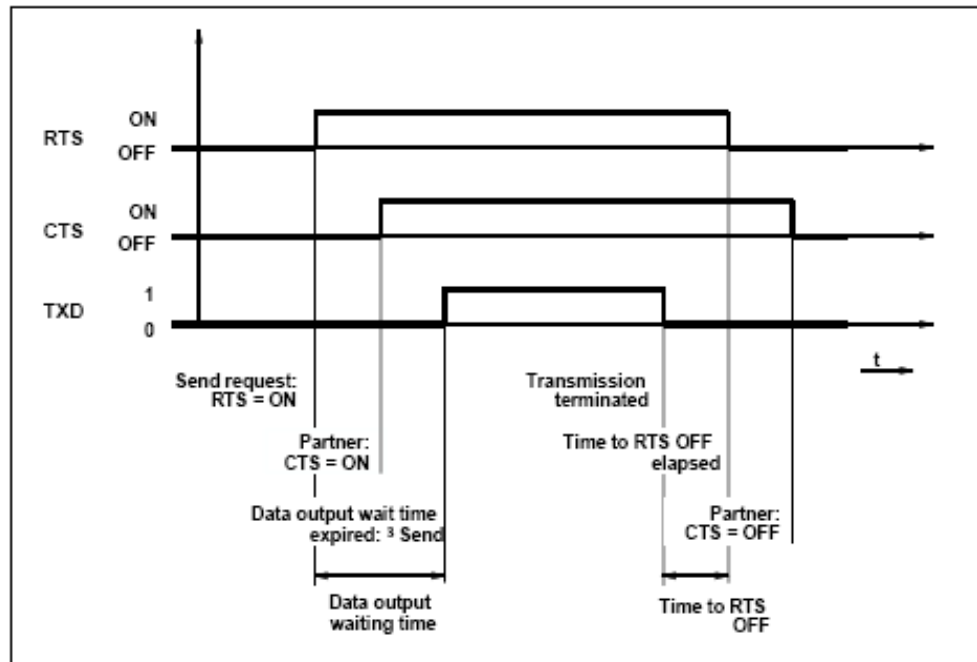 RTS
ON
OFF
CTS
ON
OFF
TXD
1
0
t
Send request:
RTS = ON
Transmission
terminated
Partner:
CTS = ON
Time to RTS OFF
elapsed
Data output wait time
expired: ³ Send
Partner:
CTS = OFF
Data output
waiting time
Time to RTS
OFF